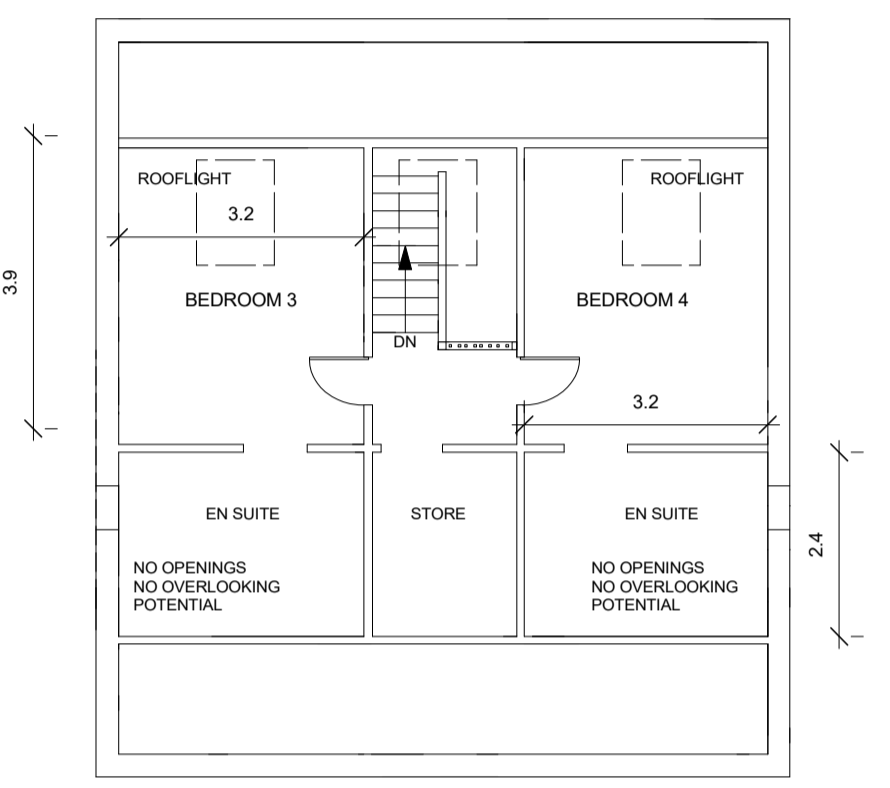 ROOFLIGHT
ROOFLIGHT
3.2
3.9
BEDROOM 3
BEDROOM 4
DN
3.2
EN SUITE
STORE
EN SUITE
2.4
NO OPENINGS
NO OVERLOOKING
POTENTIAL
NO OPENINGS
NO OVERLOOKING
POTENTIAL